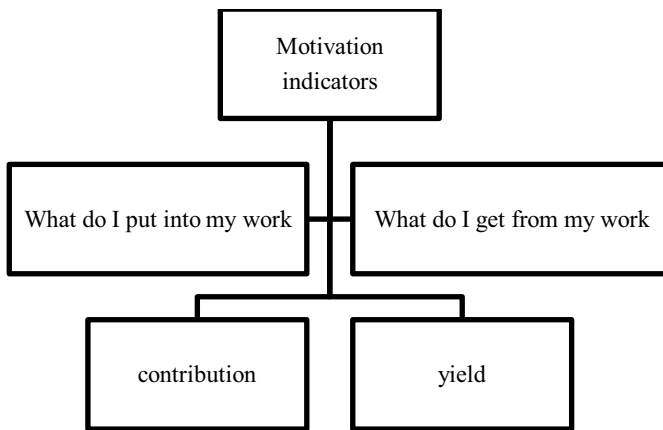 Motivation
indicators
What do I put into my work
What do I get from my work
contribution
yield